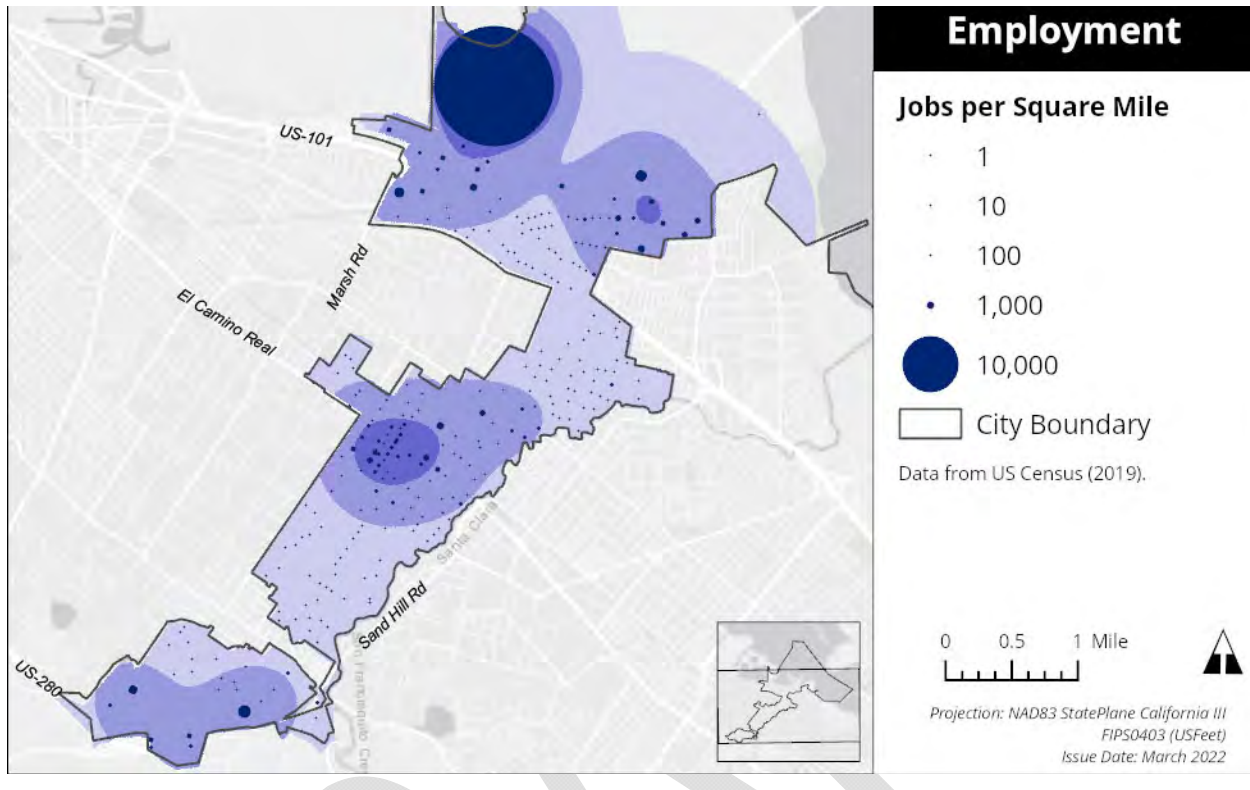 Employment
Jobs per Square Mile
1
10
100
1,000
10,000
City Boundary
Data from US Census (2019).
0 0.5 1 Mile
Projection: NAD83 StatePlane California III
FIPS0403 (USFeet)
Issue Date: March 2022
US-101
Marsh Rd
El Camino Real
Santa Clara
Sand Hill Rd
US-280